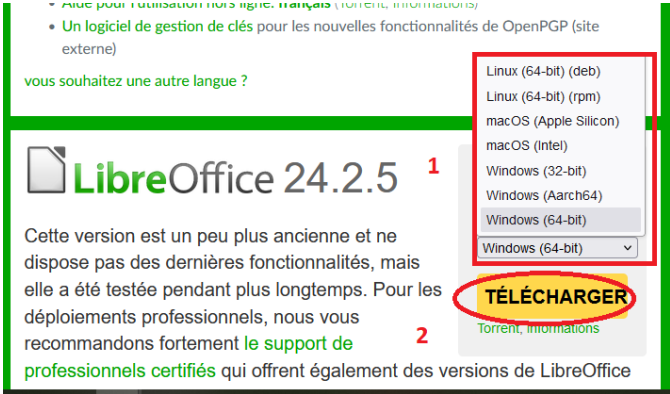 Aide pour l'utilisation hors ligne: français (Torrent, Informations)
Un logiciel de gestion de clés pour les nouvelles fonctionnalités de OpenPGP (site
externe)
vous souhaitez une autre langue ?
Linux (64-bit) (deb)
Linux (64-bit) (rpm)
macOS (Apple Silicon)
macOS (Intel)
Windows (32-bit)
Windows (Aarch64)
Windows (64-bit)
1
LibreOffice 24.2.5
Windows (64-bit)
Cette version est un peu plus ancienne et ne
dispose pas des dernières fonctionnalités, mais
elle a été testée pendant plus longtemps. Pour les
déploiements professionnels, nous vous
recommandons fortement le support de
professionnels certifiés qui offrent également des versions de LibreOffice
TÉLÉCHARGER
2
Torrent, Informations